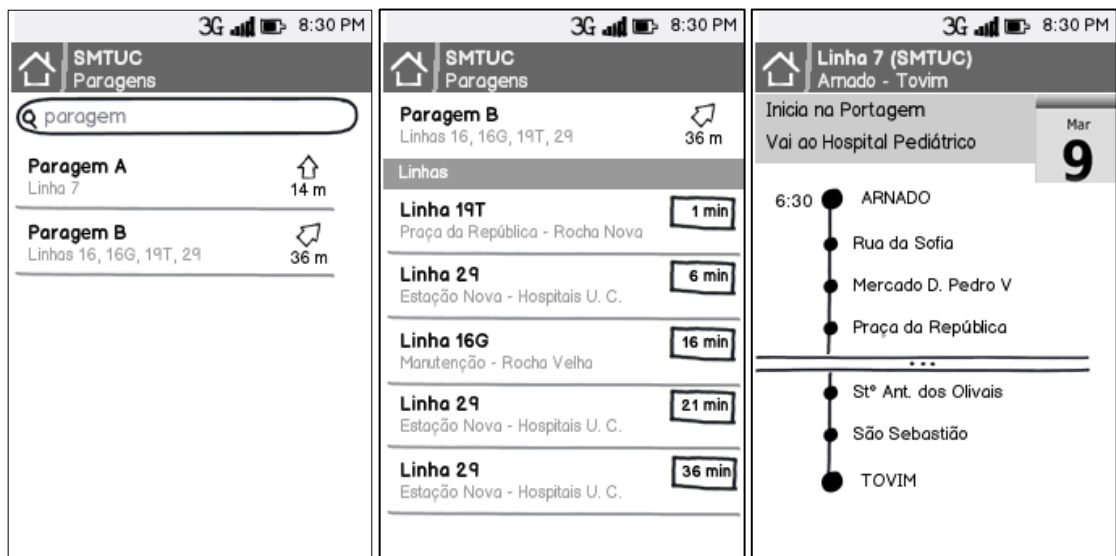 3G 8:30 PM
SMTUC
Paragens
paragem
Paragem A
Linha 7
14 m
Paragem B
Linhas 16, 16G, 19T, 29
36 m
3G 8:30 PM
SMTUC
Paragens
Paragem B
Linhas 16, 16G, 19T, 29
36 m
Linhas
Linha 19T
1 min
Praça da República - Rocha Nova
Linha 29
6 min
Estação Nova - Hospitais U. C.
Linha 16G
16 min
Manutenção - Rocha Velha
Linha 29
21 min
Estação Nova - Hospitais U. C.
Linha 29
36 min
Estação Nova - Hospitais U. C.
3G 8:30 PM
Linha 7 (SMTUC)
Arnado - Tovim
Inicia na Portagem
Vai ao Hospital Pediátrico
Mar
9
6:30 ARNADO
Rua da Sofia
Mercado D. Pedro V
Praça da República
...
Stº Ant. dos Olivais
São Sebastião
TOVIM